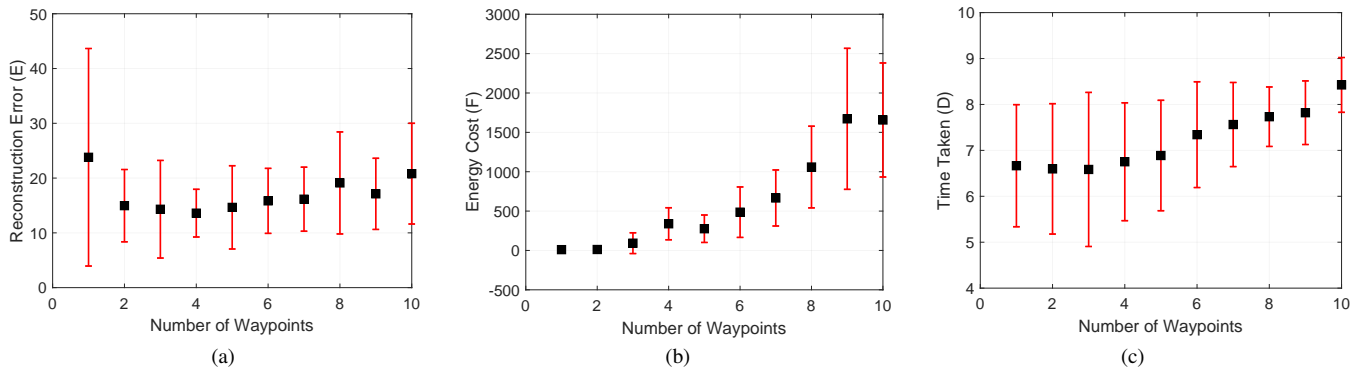 50
40
30
20
10
0
0 2 4 6 8 10
Reconstruction Error (E)
Number of Waypoints
(a)
3000
2500
2000
1500
1000
500
0
-500
0 2 4 6 8 10
Energy Cost (F)
Number of Waypoints
(b)
10
9
8
7
6
5
4
0 2 4 6 8 10
Time Taken (D)
Number of Waypoints
(c)